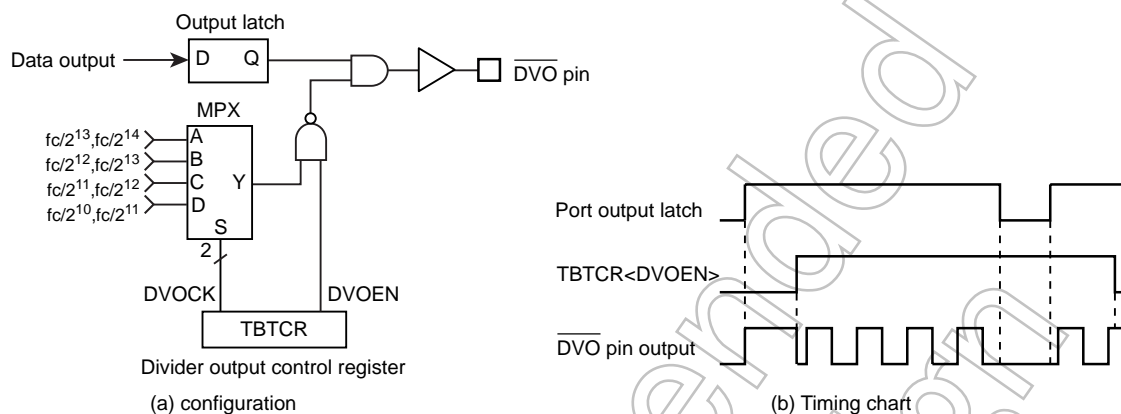 Output latch
Data output
D Q
DVO pin
MPX
fc/2^13,fc/2^14 A
fc/2^12,fc/2^13 B
fc/2^11,fc/2^12 C
fc/2^10,fc/2^11 D
Y
S
2
DVOCK DVOEN
TBTCR
Divider output control register
(a) configuration
Port output latch
TBTCR<DVOEN>
DVO pin output
(b) Timing chart